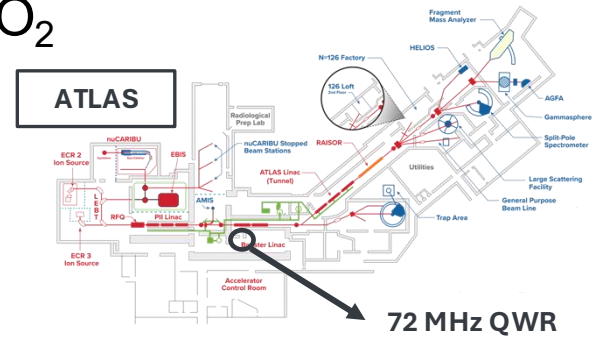 O₂
ATLAS
Fragment
Mass Analyzer
HELIOS
N=126 Factory
126 Loft
2nd Floor
AGFA
Gammasphere
Split-Pole
Spectrometer
Large Scattering
Facility
General Purpose
Beam Line
Utilities
Trap Area
RAISOR
ATLAS Linac
(Tunnel)
Radiological
Prep Lab
nuCARIBU Stopped
Beam Stations
nuCARIBU
EBIS
ECR 2
Ion Source
LEBT
AMIS
RFQ
PII Linac
Booster Linac
ECR 3
Ion Source
Accelerator
Control Room
72 MHz QWR